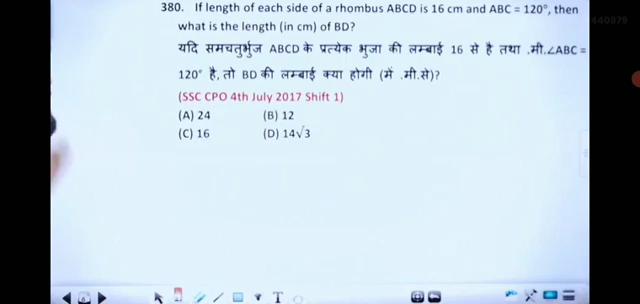 380. If length of each side of a rhombus ABCD is 16 cm and ABC = 120°, then
what is the length (in cm) of BD?
यदि समचतुर्भुज ABCD के प्रत्येक भुजा की लम्बाई 16 से है तथा .मी.∠ABC =
120° है, तो BD की लम्बाई क्या होगी (में .मी.से)?
(SSC CPO 4th July 2017 Shift 1)
(A) 24 (B) 12
(C) 16 (D) 14√3
T